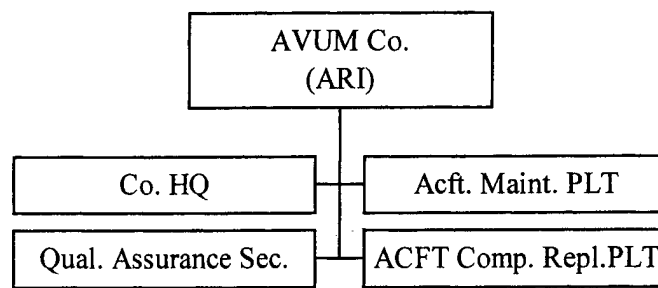 AVUM Co.
(ARI)
Co. HQ
Acft. Maint. PLT
Qual. Assurance Sec.
ACFT Comp. Repl.PLT